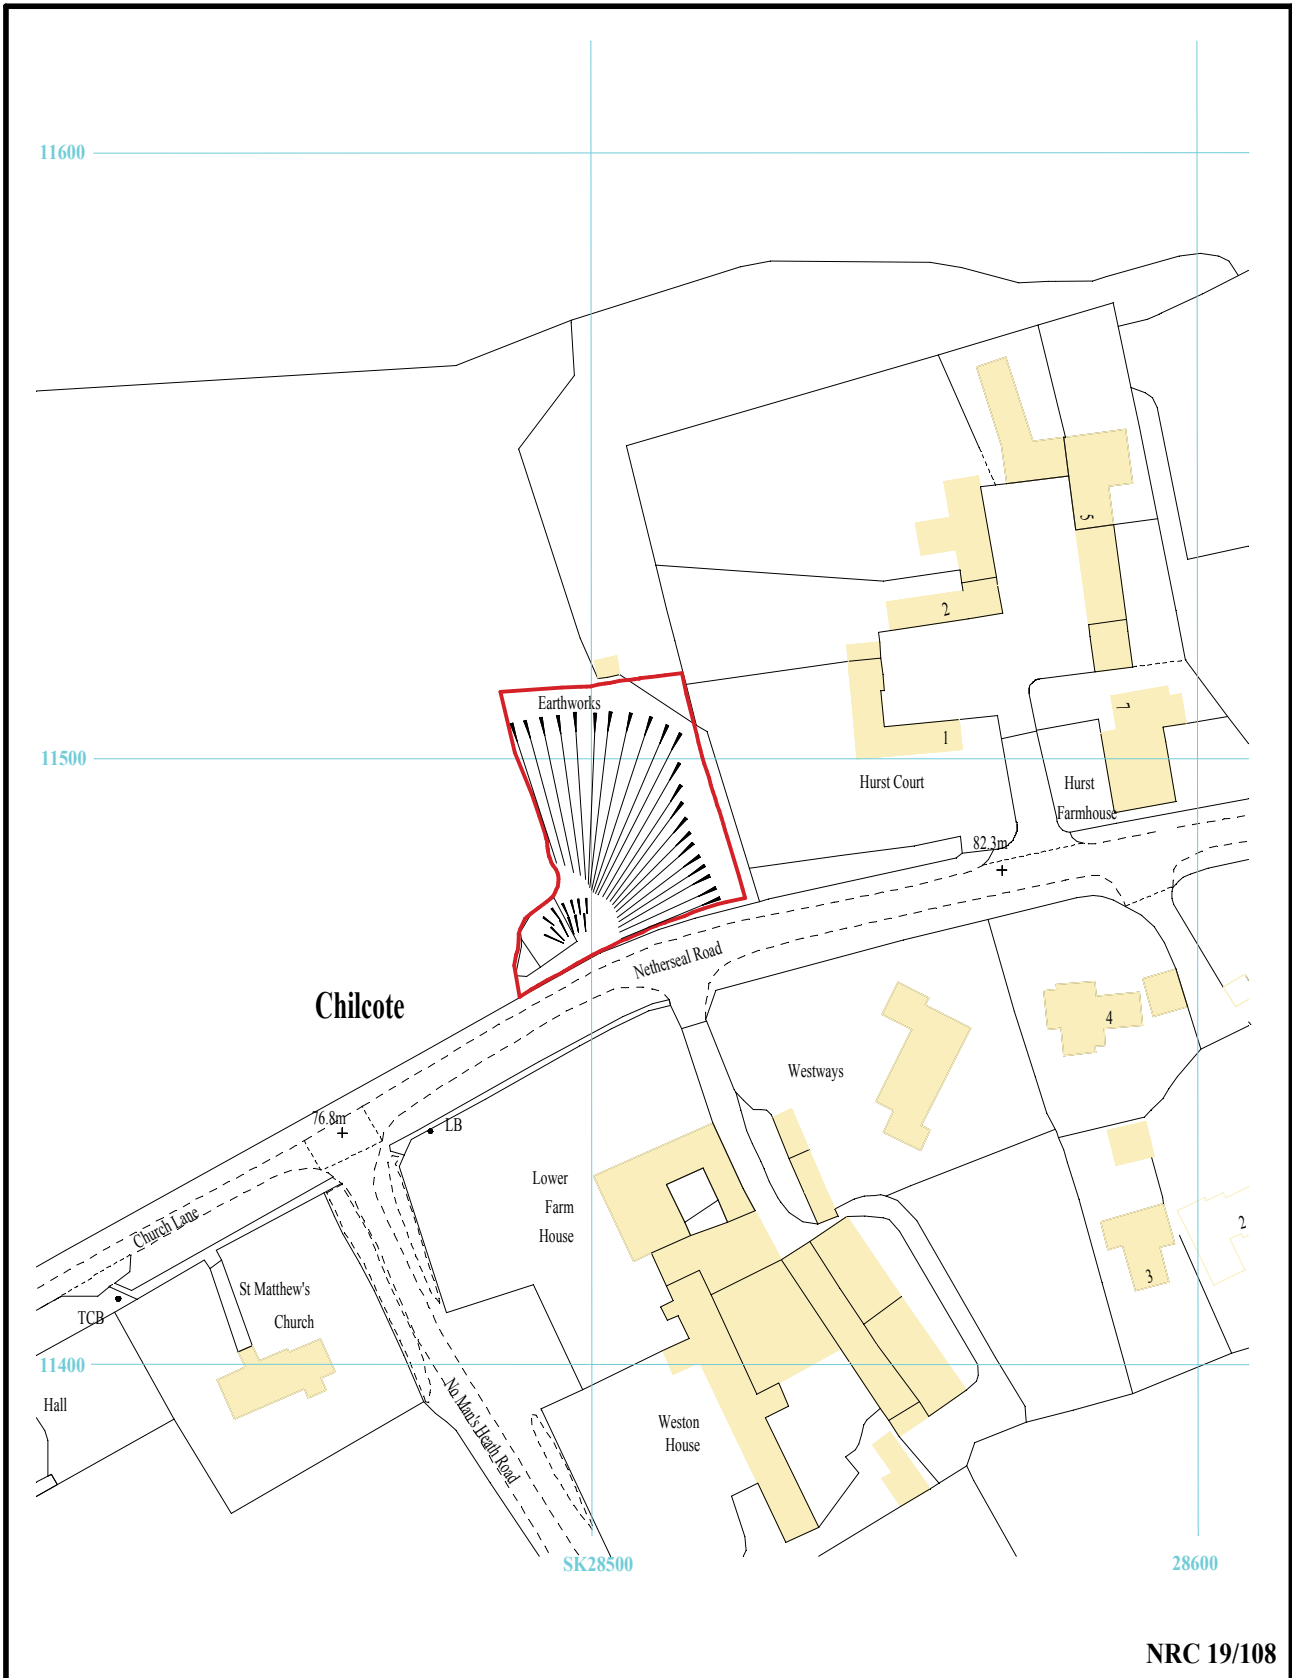 11600
5
2
Earthworks
7
1
11500
Hurst Court
Hurst
Farmhouse
82.3m
Netherseal Road
Chilcote
4
Westways
76.8m
LB
Lower
Farm
House
Church Lane
2
St Matthew's
Church
3
TCB
11400
Hall
No Man's Heath Road
Weston
House
SK28500
28600
NRC 19/108